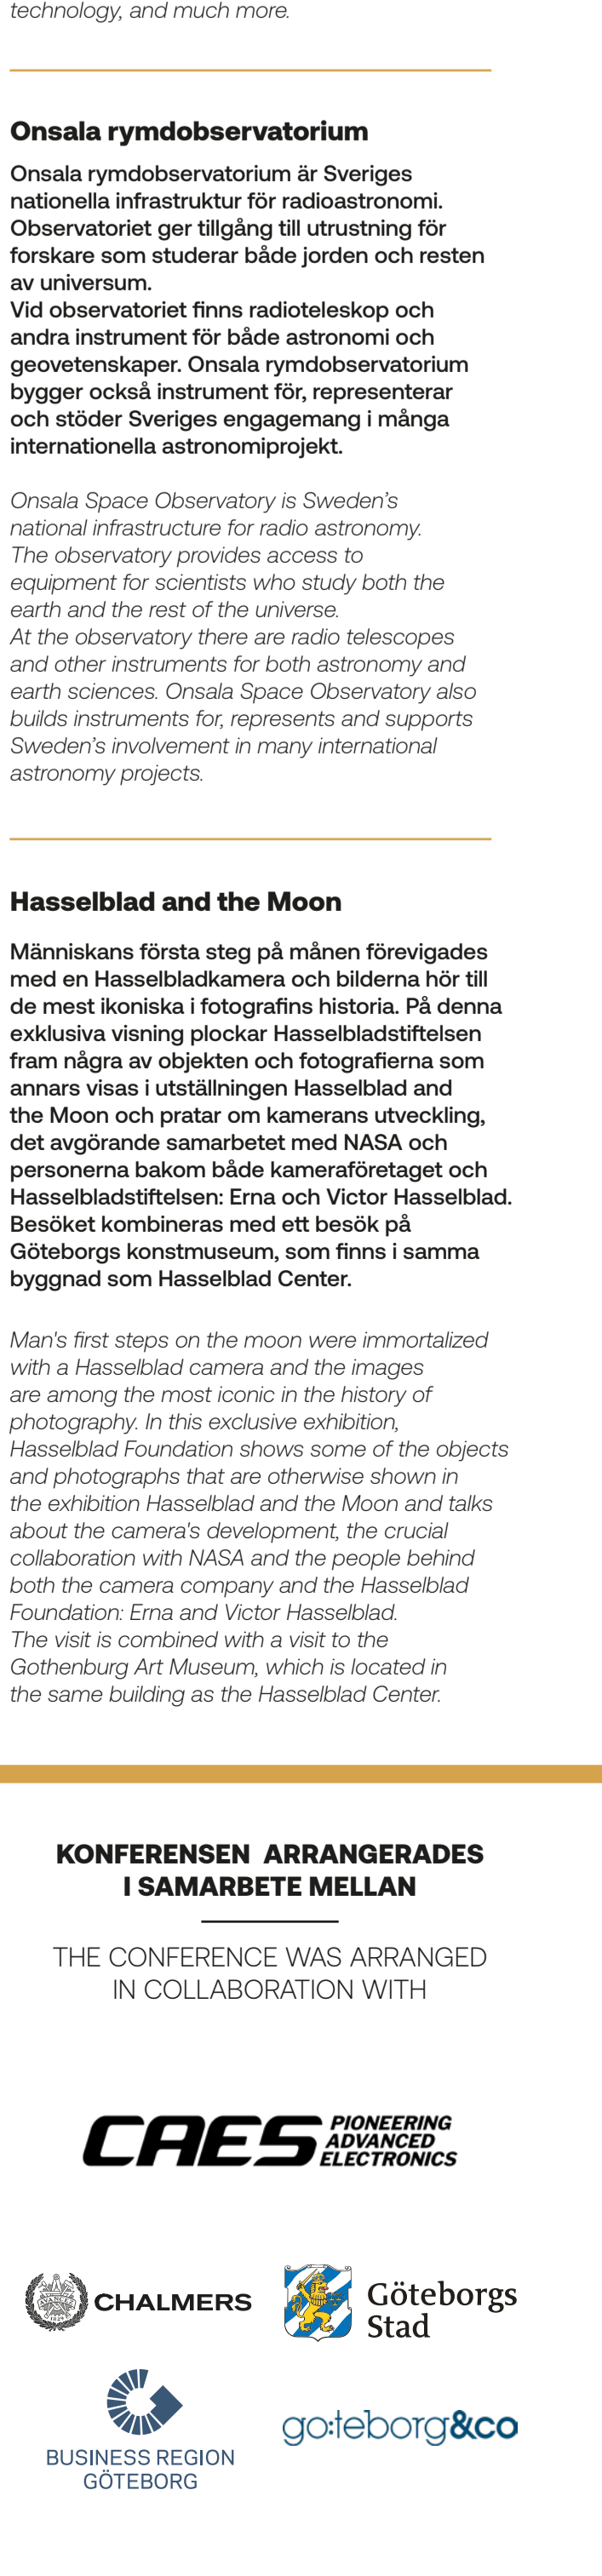 technology, and much more.
Onsala rymdobservatorium
Onsala rymdobservatorium är Sveriges
nationella infrastruktur för radioastronomi.
Observatoriet ger tillgång till utrustning för
forskare som studerar både jorden och resten
av universum.
Vid observatoriet finns radioteleskop och
andra instrument för både astronomi och
geovetenskaper. Onsala rymdobservatorium
bygger också instrument för, representerar
och stöder Sveriges engagemang i många
internationella astronomiprojekt.
Onsala Space Observatory is Sweden’s
national infrastructure for radio astronomy.
The observatory provides access to
equipment for scientists who study both the
earth and the rest of the universe.
At the observatory there are radio telescopes
and other instruments for both astronomy and
earth sciences. Onsala Space Observatory also
builds instruments for, represents and supports
Sweden’s involvement in many international
astronomy projects.
Hasselblad and the Moon
Människans första steg på månen förevigades
med en Hasselbladkamera och bilderna hör till
de mest ikoniska i fotografins historia. På denna
exklusiva visning plockar Hasselbladstiftelsen
fram några av objekten och fotografierna som
annars visas i utställningen Hasselblad and
the Moon och pratar om kamerans utveckling,
det avgörande samarbetet med NASA och
personerna bakom både kameraföretaget och
Hasselbladstiftelsen: Erna och Victor Hasselblad.
Besöket kombineras med ett besök på
Göteborgs konstmuseum, som finns i samma
byggnad som Hasselblad Center.
Man's first steps on the moon were immortalized
with a Hasselblad camera and the images
are among the most iconic in the history of
photography. In this exclusive exhibition,
Hasselblad Foundation shows some of the objects
and photographs that are otherwise shown in
the exhibition Hasselblad and the Moon and talks
about the camera's development, the crucial
collaboration with NASA and the people behind
both the camera company and the Hasselblad
Foundation: Erna and Victor Hasselblad.
The visit is combined with a visit to the
Gothenburg Art Museum, which is located in
the same building as the Hasselblad Center.
KONFERENSEN ARRANGERADES
I SAMARBETE MELLAN
THE CONFERENCE WAS ARRANGED
IN COLLABORATION WITH
CAES PIONEERING
ADVANCED
ELECTRONICS
CHALMERS
Göteborgs
Stad
BUSINESS REGION
GÖTEBORG
go:teborg&co